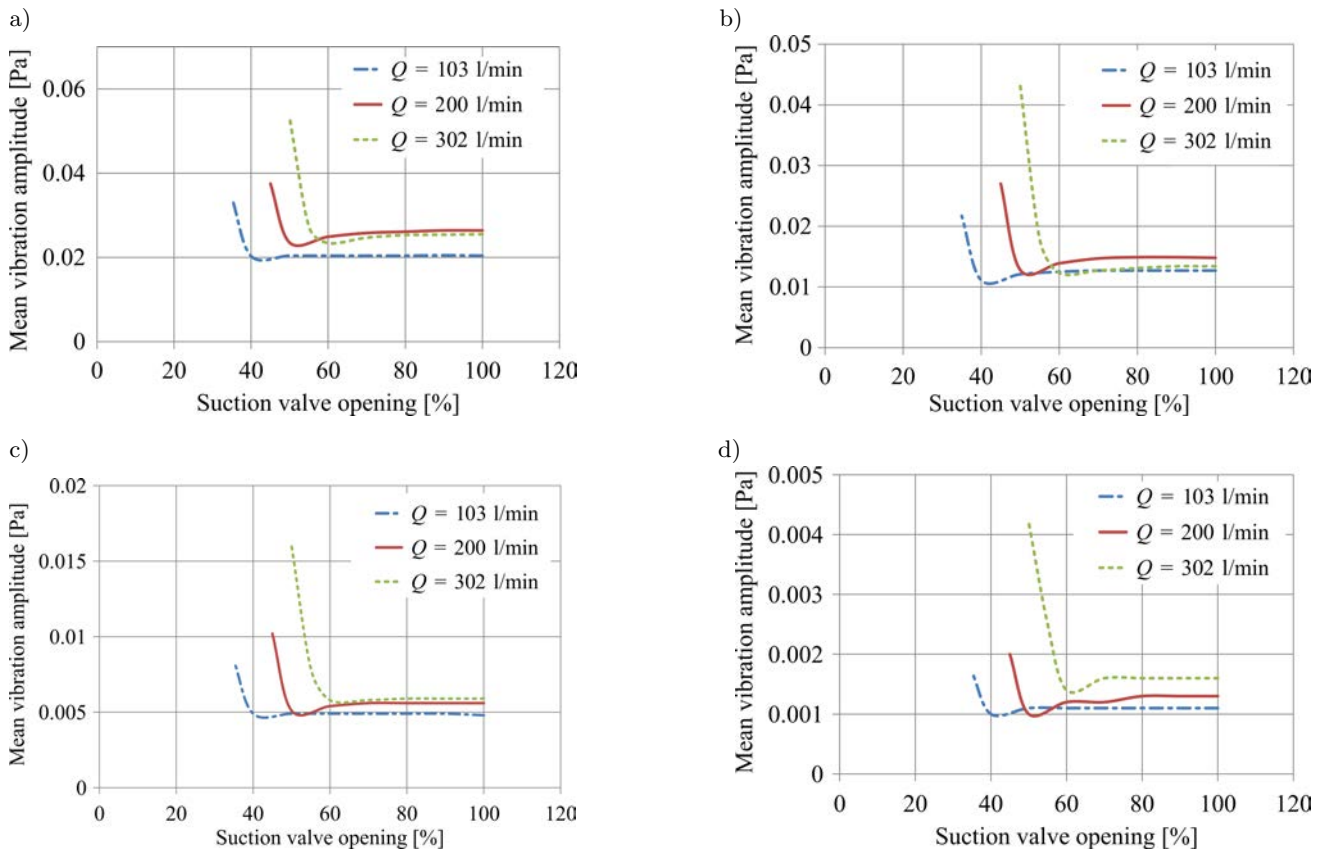 a)
Mean vibration amplitude [Pa]
0.06
0.04
0.02
0
Q = 103 l/min
Q = 200 l/min
Q = 302 l/min
0 20 40 60 80 100 120
Suction valve opening [%]
b)
Mean vibration amplitude [Pa]
0.05
0.04
0.03
0.02
0.01
0
Q = 103 l/min
Q = 200 l/min
Q = 302 l/min
0 20 40 60 80 100 120
Suction valve opening [%]
c)
Mean vibration amplitude [Pa]
0.02
0.015
0.01
0.005
0
Q = 103 l/min
Q = 200 l/min
Q = 302 l/min
0 20 40 60 80 100 120
Suction valve opening [%]
d)
Mean vibration amplitude [Pa]
0.005
0.004
0.003
0.002
0.001
0
Q = 103 l/min
Q = 200 l/min
Q = 302 l/min
0 20 40 60 80 100 120
Suction valve opening [%]